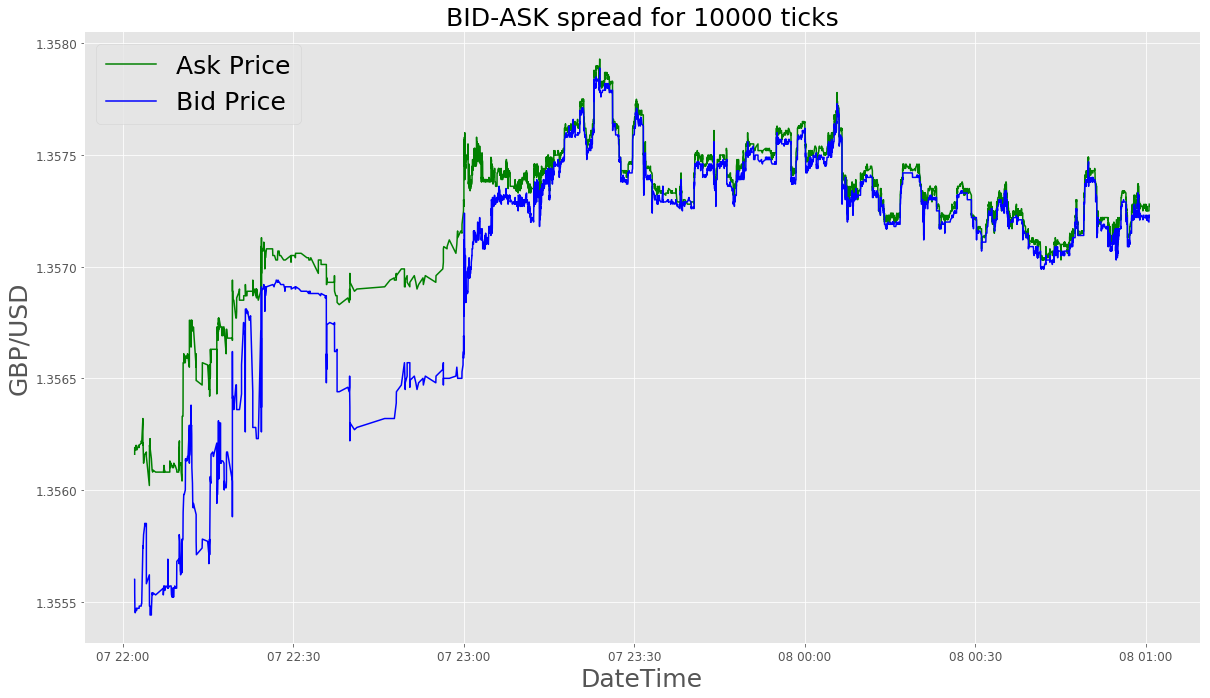 BID-ASK spread for 10000 ticks
Ask Price
Bid Price
1.3580
1.3575
1.3570
1.3565
1.3560
1.3555
GBP/USD
07 22:00
07 22:30
07 23:00
07 23:30
08 00:00
08 00:30
08 01:00
DateTime